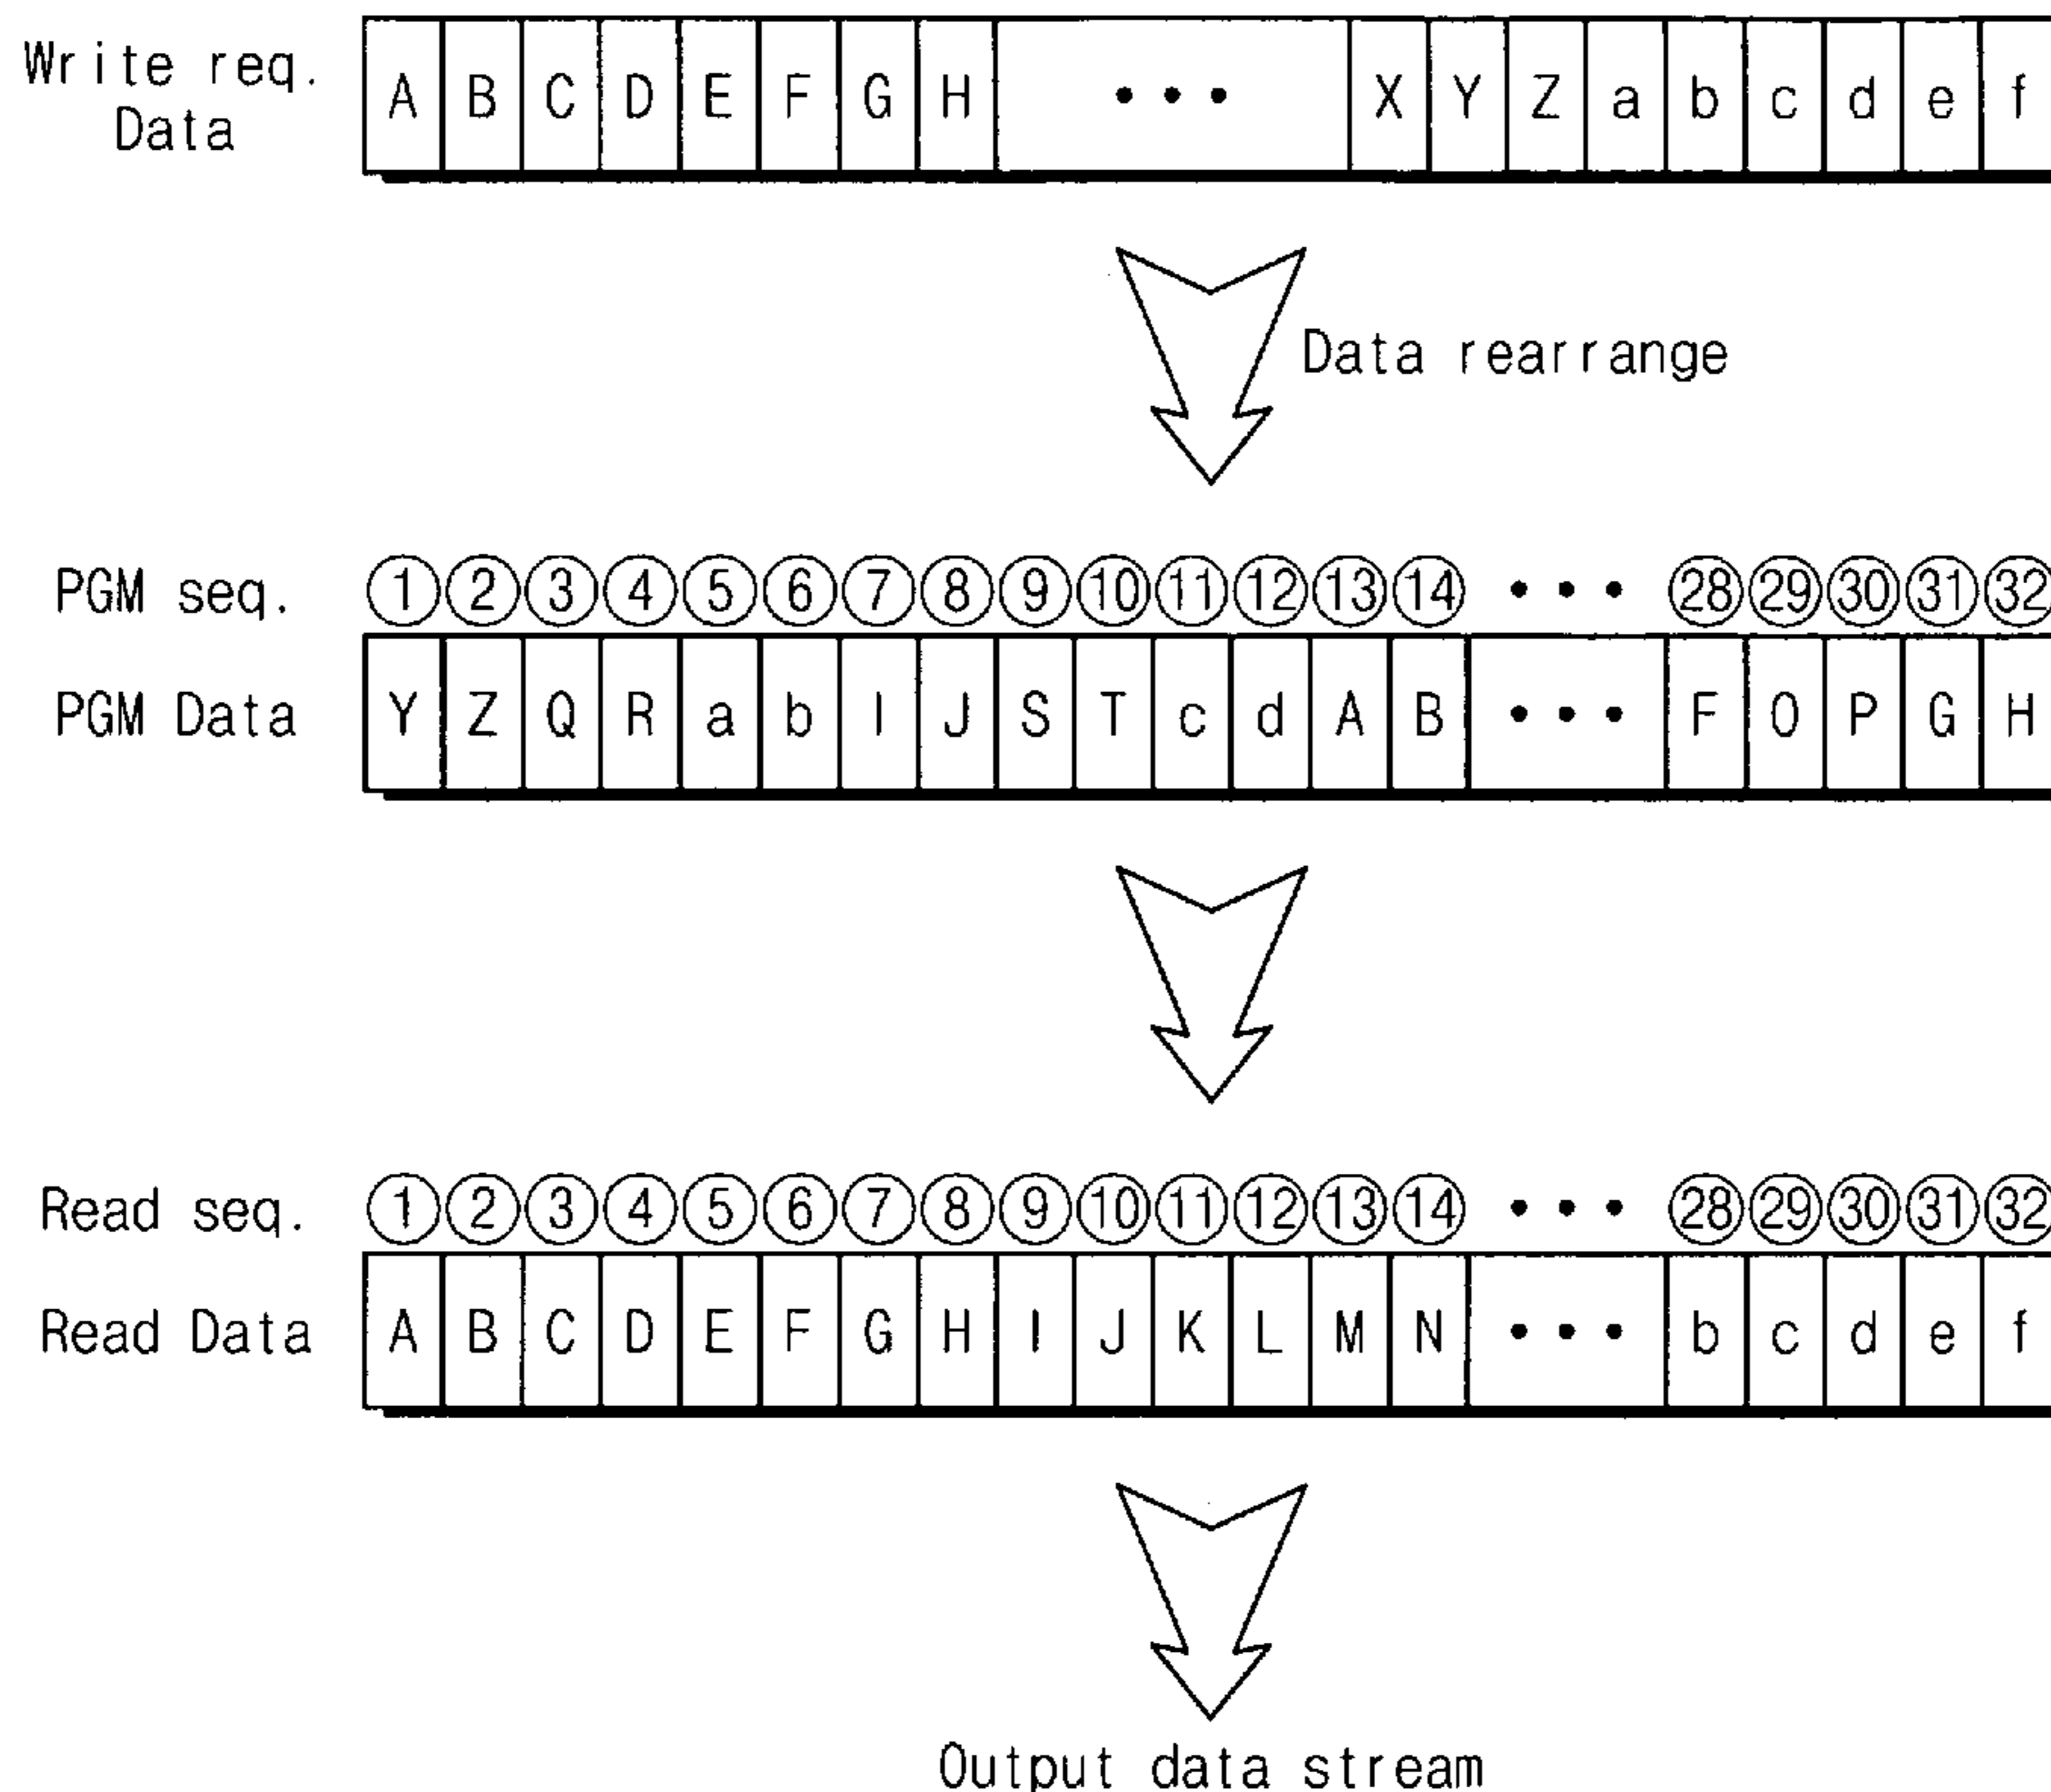 Write req. Data
A B C D E F G H ••• X Y Z a b c d e f
Data rearrange
PGM seq. ① ② ③ ④ ⑤ ⑥ ⑦ ⑧ ⑨ ⑩ ⑪ ⑫ ⑬ ⑭ ••• ㉘ ㉙ ㉚ ㉛ ㉜
PGM Data Y Z Q R a b I J S T c d A B ••• F O P G H
Read seq. ① ② ③ ④ ⑤ ⑥ ⑦ ⑧ ⑨ ⑩ ⑪ ⑫ ⑬ ⑭ ••• ㉘ ㉙ ㉚ ㉛ ㉜
Read Data A B C D E F G H I J K L M N ••• b c d e f
Output data stream